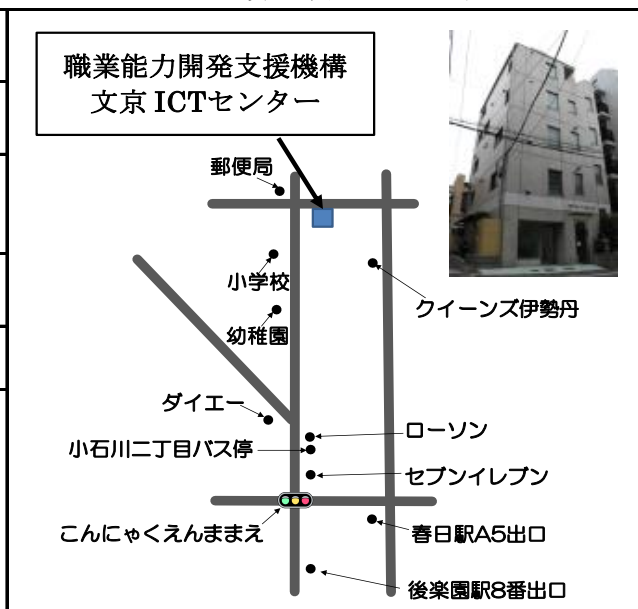 職業能力開発支援機構
文京ICTセンター
郵便局
小学校
クイーンズ伊勢丹
幼稚園
ダイエー
ローソン
小石川二丁目バス停
セブンイレブン
こんにゃくえんままえ
春日駅A5出口
後楽園駅8番出口